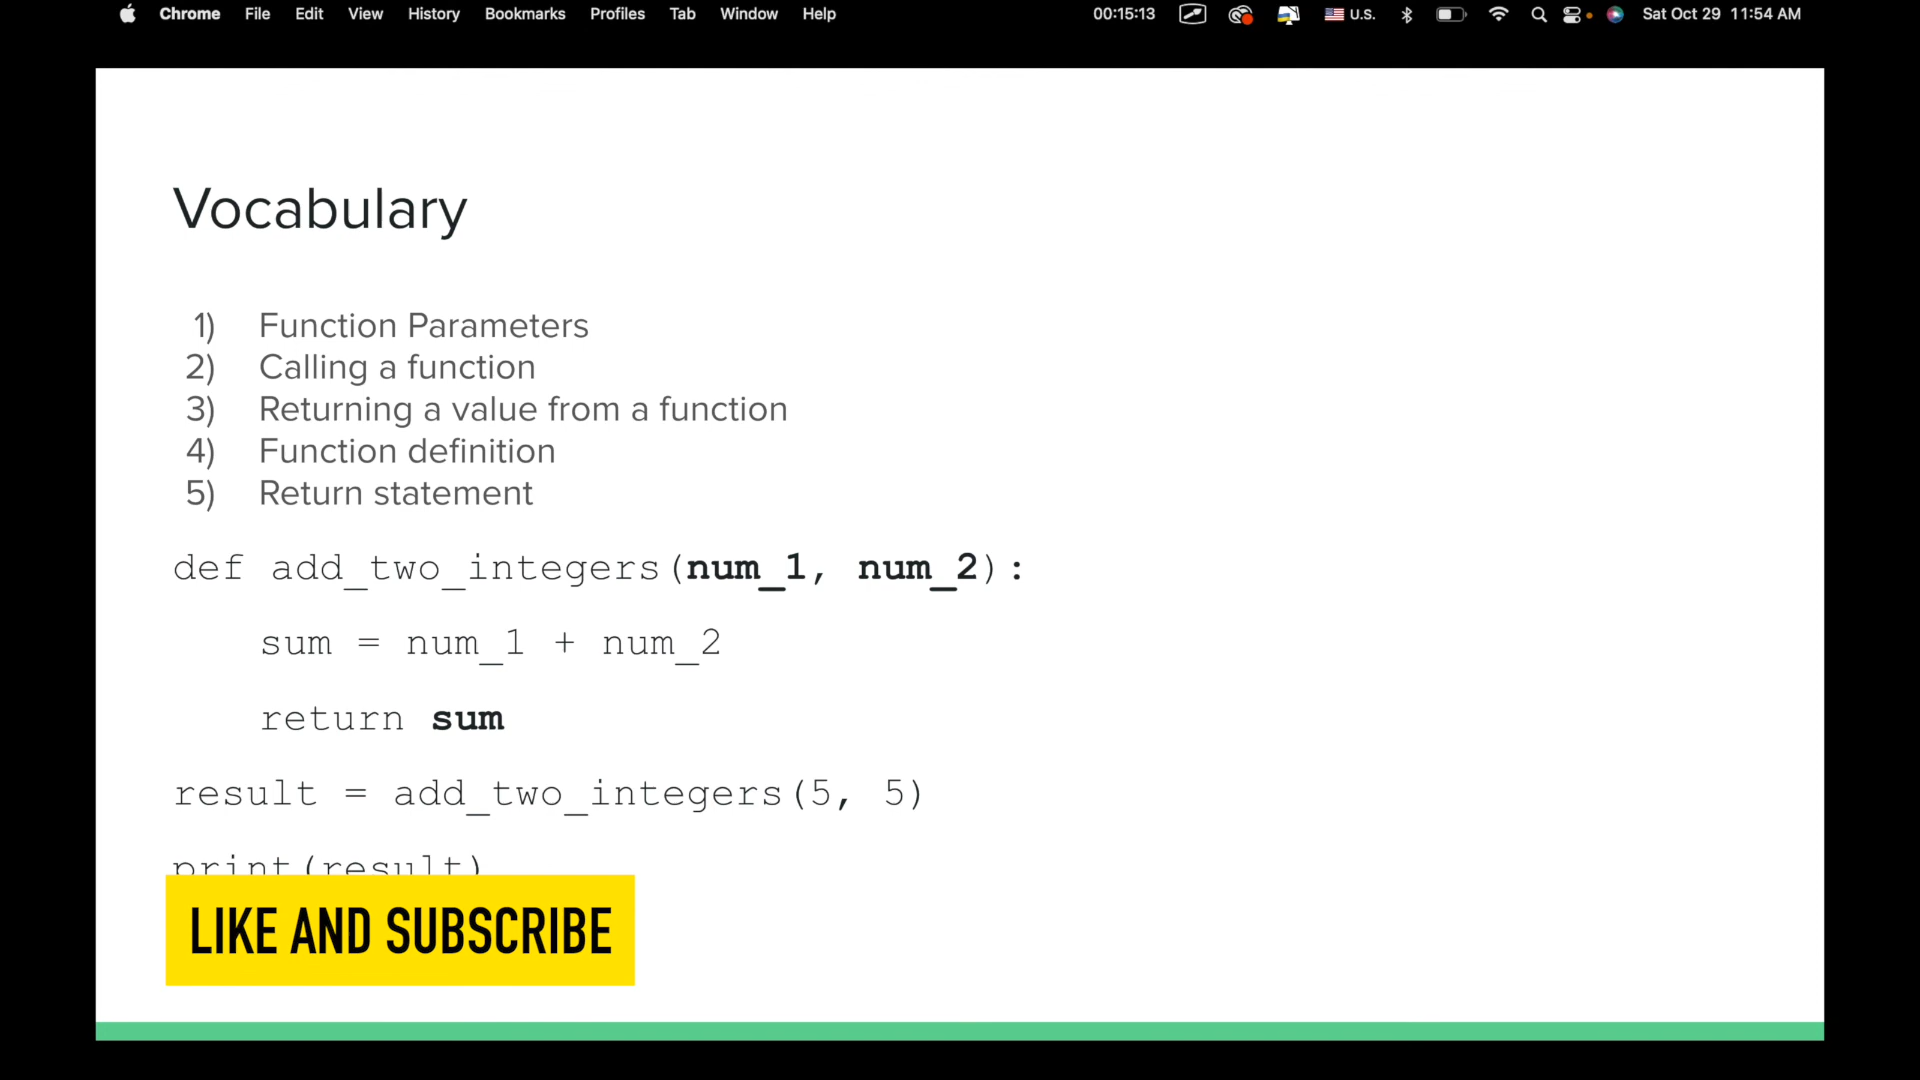 Chrome File Edit View History Bookmarks Profiles Tab Window Help 00:15:13 U.S. Sat Oct 29 11:54 AM
Vocabulary
1) Function Parameters
2) Calling a function
3) Returning a value from a function
4) Function definition
5) Return statement
def add_two_integers(num_1, num_2):
sum = num_1 + num_2
return sum
result = add_two_integers(5, 5)
print(result)
LIKE AND SUBSCRIBE